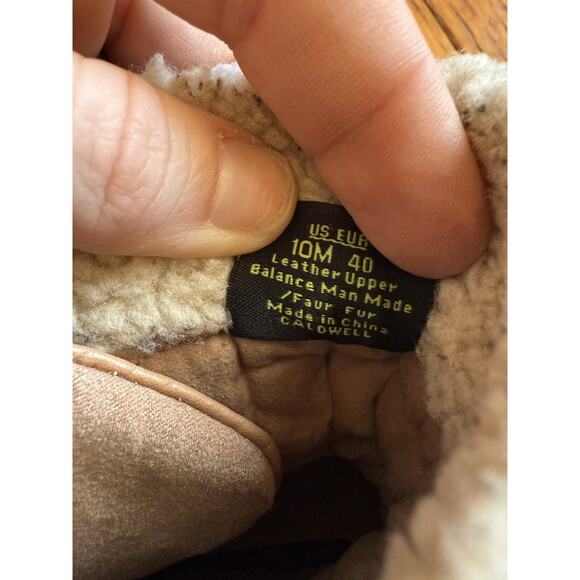 US EUR
10M 40
Leather Upper
Balance Man Made
/Faur Fur
Made in China
CALDWELL